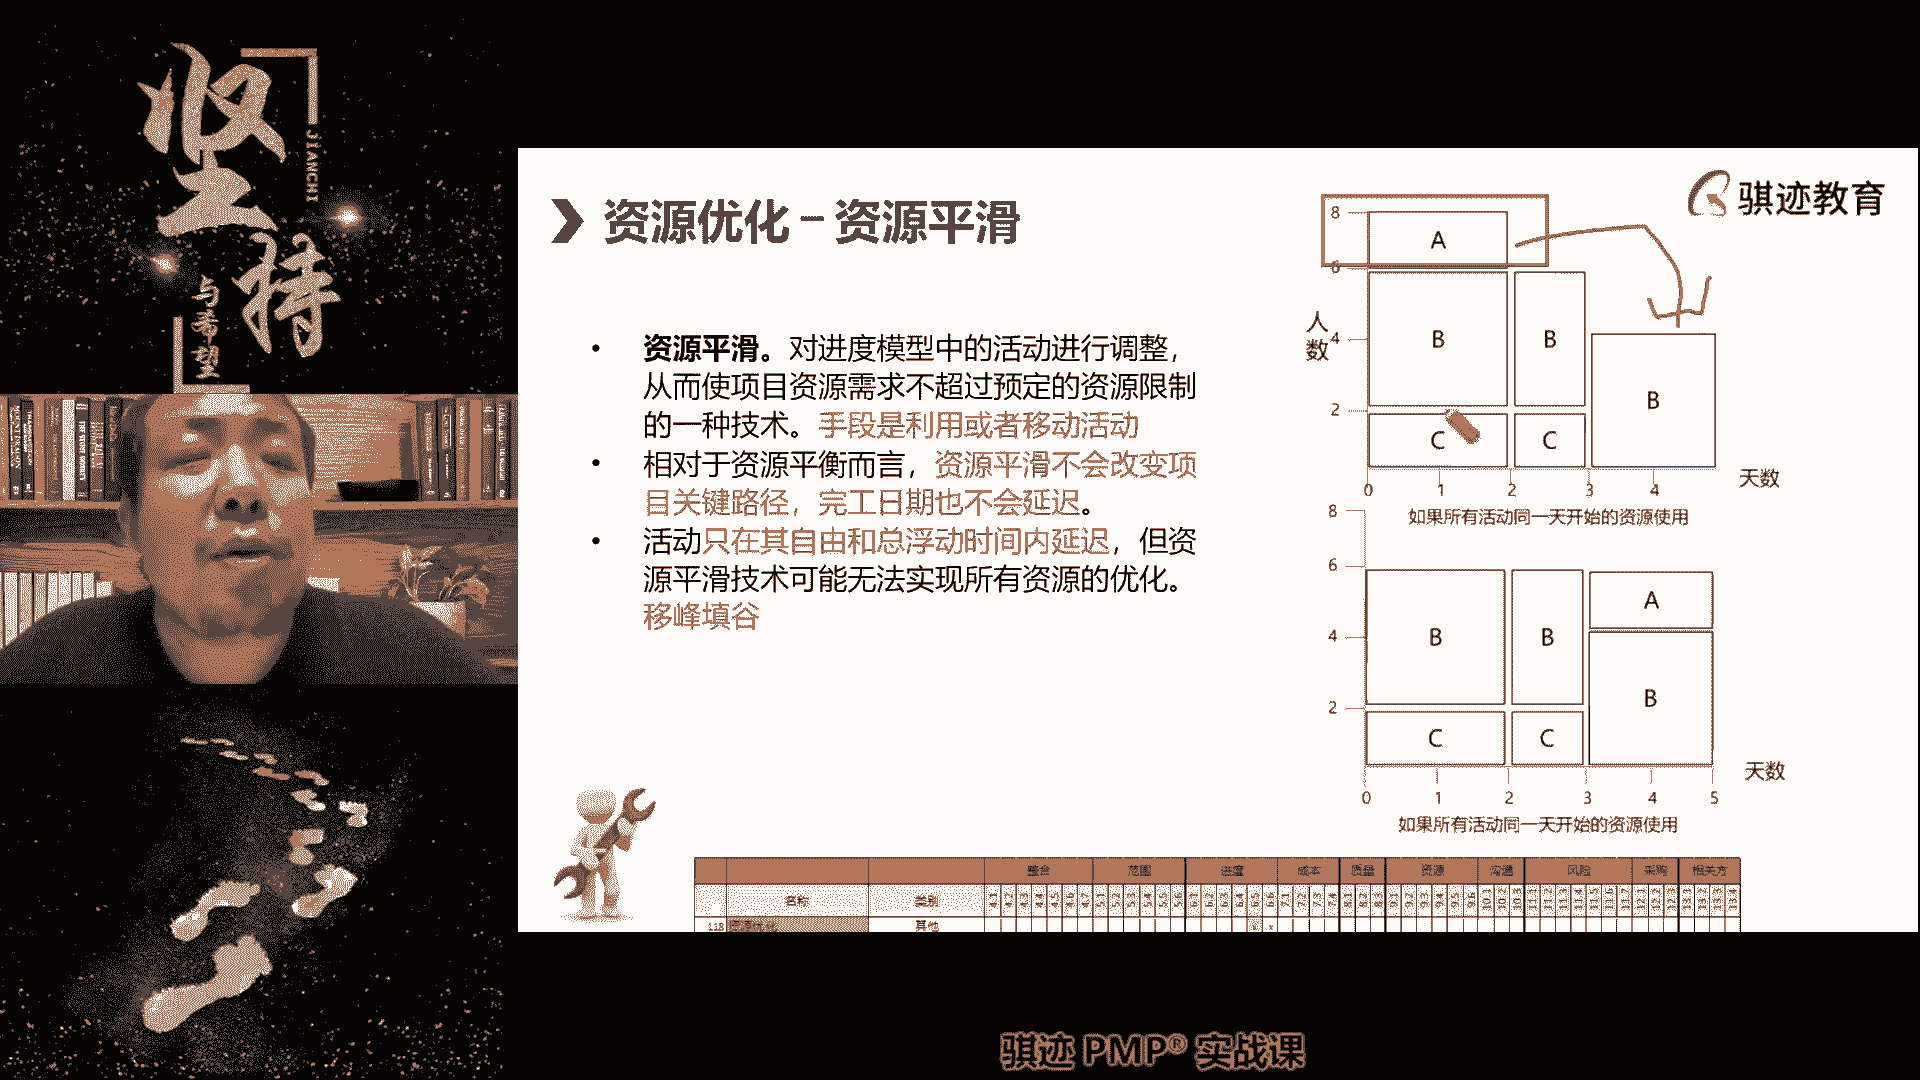 坚
持
JIANCHI
与希望
骐迹教育
资源优化－资源平滑
• 资源平滑。对进度模型中的活动进行调整，
从而使项目资源需求不超过预定的资源限制
的一种技术。手段是利用或者移动活动
• 相对于资源平衡而言，资源平滑不会改变项
目关键路径，完工日期也不会延迟。
• 活动只在其自由和总浮动时间内延迟，但资
源平滑技术可能无法实现所有资源的优化。
移峰填谷
8
A
6
人数
4
B
B
B
2
C
C
0 1 2 3 4
天数
如果所有活动同一天开始的资源使用
8
6
A
4
B
B
B
2
C
C
0 1 2 3 4 5
天数
如果所有活动同一天开始的资源使用
整合 范围 进度 成本 质量 资源 沟通 风险 采购 相关方
名称 类别
118 资源优化 其他
骐迹 PMP® 实战课